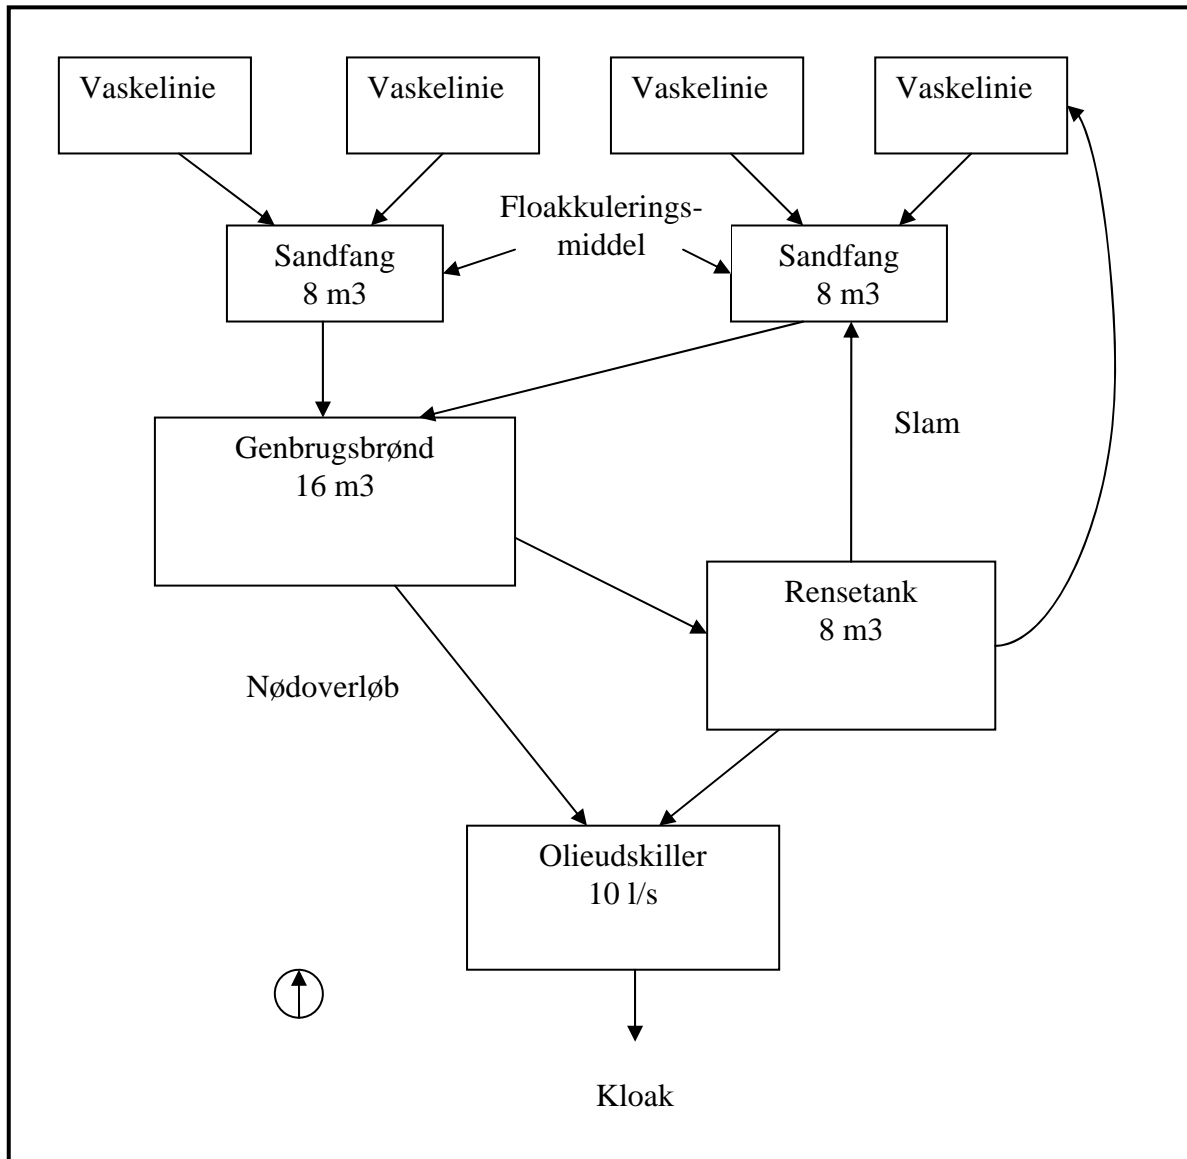 Vaskelinie
Vaskelinie
Vaskelinie
Vaskelinie
Floakkulerings-
middel
Sandfang
8 m3
Sandfang
8 m3
Genbrugsbrønd
16 m3
Slam
Rensetank
8 m3
Nødoverløb
Olieudskiller
10 l/s
Kloak